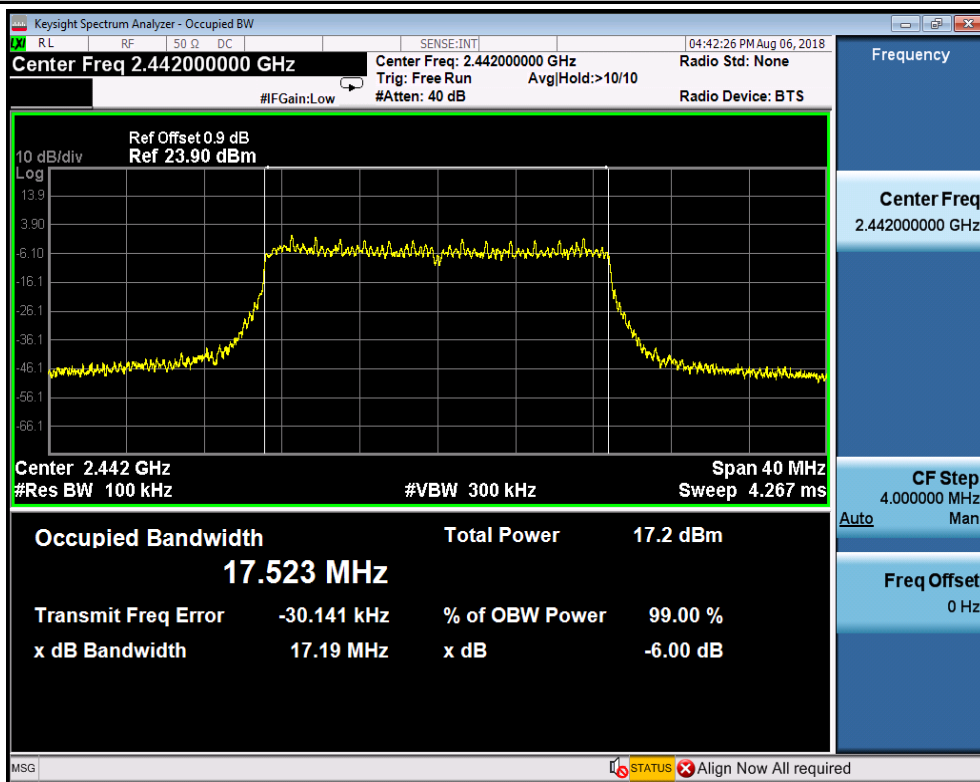 Keysight Spectrum Analyzer - Occupied BW
LXI RL RF 50 Ω DC SENSE:INT 04:42:26 PM Aug 06, 2018
Center Freq 2.442000000 GHz
Center Freq: 2.442000000 GHz
Radio Std: None
Trig: Free Run Avg|Hold:>10/10
#IFGain:Low #Atten: 40 dB Radio Device: BTS
Ref Offset 0.9 dB
10 dB/div Ref 23.90 dBm
Log
13.9
3.90
-6.10
-16.1
-26.1
-36.1
-46.1
-56.1
-66.1
Center 2.442 GHz Span 40 MHz
#Res BW 100 kHz #VBW 300 kHz Sweep 4.267 ms
Occupied Bandwidth Total Power 17.2 dBm
17.523 MHz
Transmit Freq Error -30.141 kHz % of OBW Power 99.00 %
x dB Bandwidth 17.19 MHz x dB -6.00 dB
Frequency
Center Freq
2.442000000 GHz
CF Step
4.000000 MHz
Auto Man
Freq Offset
0 Hz
MSG STATUS Align Now All required